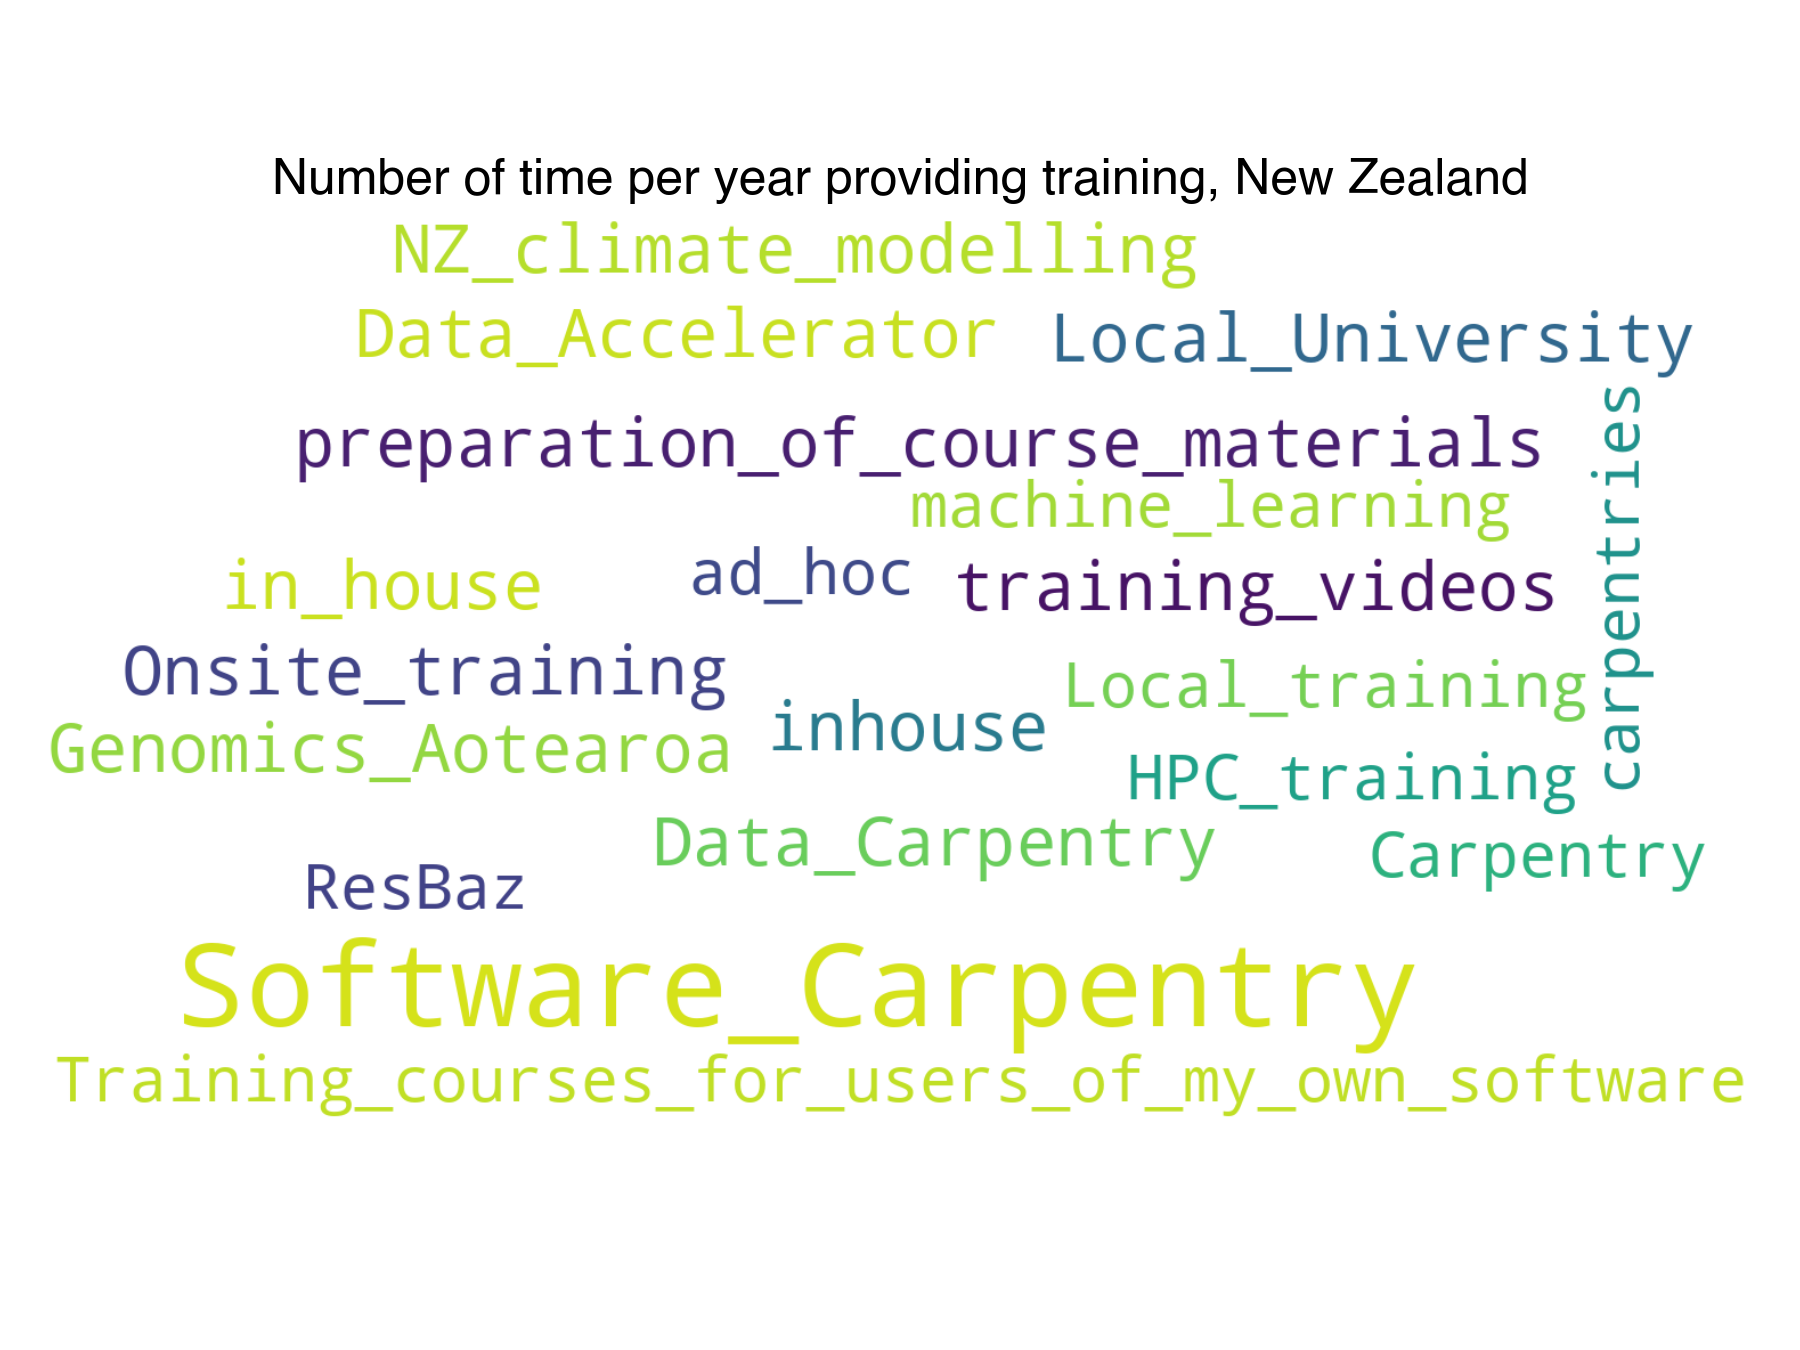 Number of time per year providing training, New Zealand
NZ_climate_modelling
Data_Accelerator
Local_University
preparation_of_course_materials
carpentries
machine_learning
in_house
ad_hoc
training_videos
Onsite_training
Local_training
Genomics_Aotearoa
inhouse
HPC_training
Data_Carpentry
Carpentry
ResBaz
Software_Carpentry
Training_courses_for_users_of_my_own_software